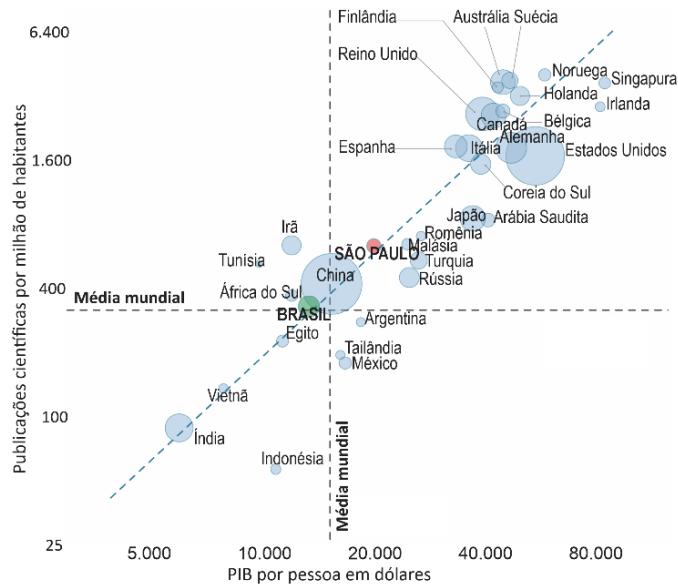 6.400
1.600
400
100
25
Publicações científicas por milhão de habitantes
Finlândia
Austrália Suécia
Reino Unido
Noruega
Singapura
Holanda
Irlanda
Canadá
Bélgica
Alemanha
Espanha
Itália
Estados Unidos
Coreia do Sul
Japão
Arábia Saudita
Irã
Romênia
SÃO PAULO
Malásia
Tunísia
Turquia
China
Rússia
África do Sul
Média mundial
BRASIL
Argentina
Egito
Tailândia
México
Vietnã
Índia
Indonésia
Média mundial
5.000
10.000
20.000
40.000
80.000
PIB por pessoa em dólares